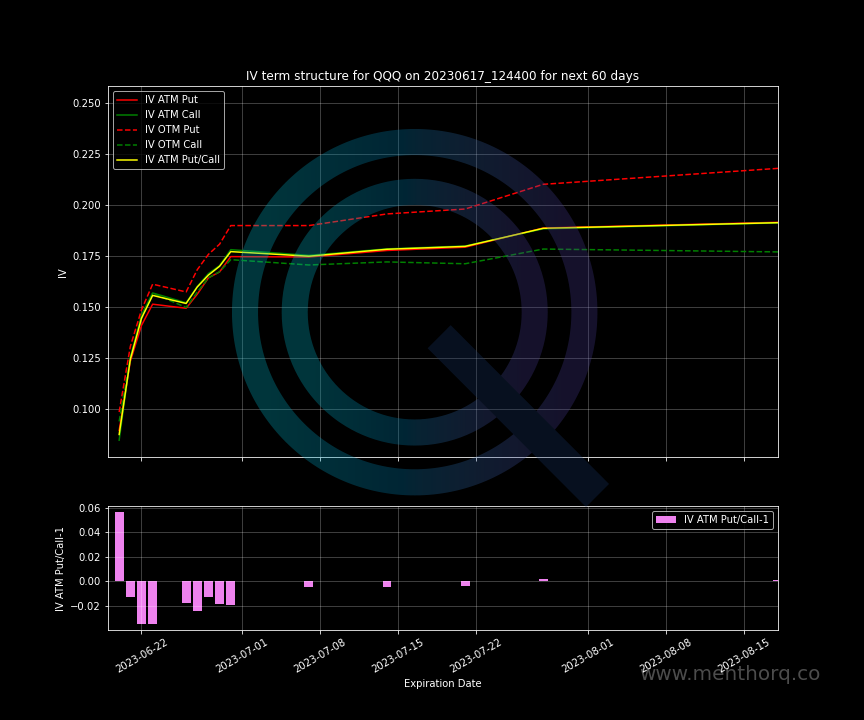 IV term structure for QQQ on 20230617_124400 for next 60 days
IV ATM Put
IV ATM Call
IV OTM Put
IV OTM Call
IV ATM Put/Call
0.250
0.225
0.200
0.175
0.150
0.125
0.100
IV
IV ATM Put/Call-1
0.06
0.04
0.02
0.00
−0.02
IV ATM Put/Call-1
2023-06-22
2023-07-01
2023-07-08
2023-07-15
2023-07-22
2023-08-01
2023-08-08
2023-08-15
Expiration Date
www.menthorq.co